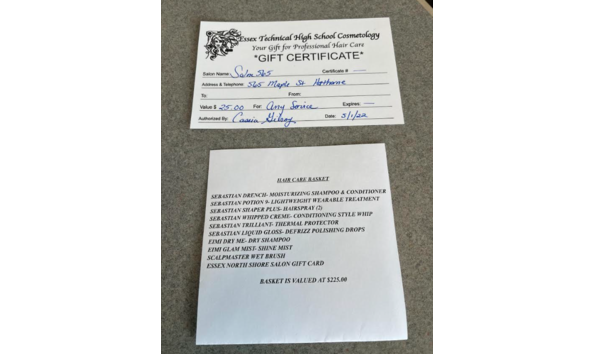 Essex Technical High School Cosmetology
Your Gift for Professional Hair Care
*GIFT CERTIFICATE*
Salon Name: Salon 565 Certificate #
Address & Telephone: 565 Maple St Hathorne
To: From:
Value $ 25.00 For: Any Service Expires:
Authorized By: Date: 5/1/22
HAIR CARE BASKET
SEBASTIAN DRENCH- MOISTURIZING SHAMPOO & CONDITIONER
SEBASTIAN POTION 9- LIGHTWEIGHT WEARABLE TREATMENT
SEBASTIAN SHAPER PLUS- HAIRSPRAY (2)
SEBASTIAN WHIPPED CREME- CONDITIONING STYLE WHIP
SEBASTIAN TRILLIANT- THERMAL PROTECTOR
SEBASTIAN LIQUID GLOSS- DEFRIZZ POLISHING DROPS
EIMI DRY ME- DRY SHAMPOO
EIMI GLAM MIST- SHINE MIST
SCALPMASTER WET BRUSH
ESSEX NORTH SHORE SALON GIFT CARD
BASKET IS VALUED AT $225.00